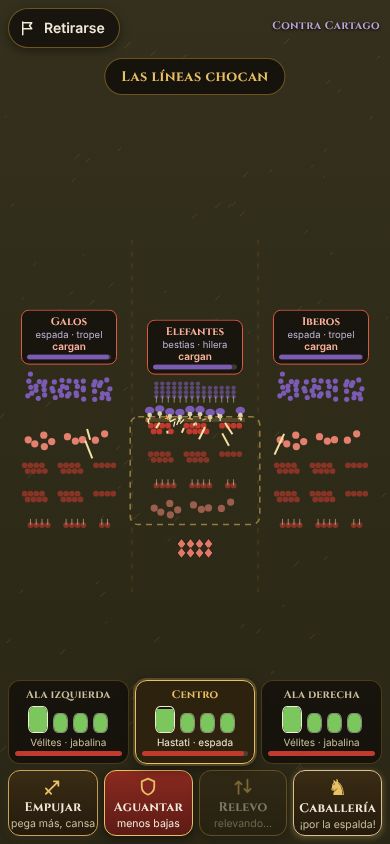 Retirarse
Contra Cartago
Las líneas chocan
Galos
espada · tropel
cargan
Elefantes
bestias · hilera
cargan
Iberos
espada · tropel
cargan
Ala izquierda
Vélites · jabalina
Centro
Hastati · espada
Ala derecha
Vélites · jabalina
Empujar
pega más, cansa
Aguantar
menos bajas
Relevo
relevando...
Caballería
¡por la espalda!